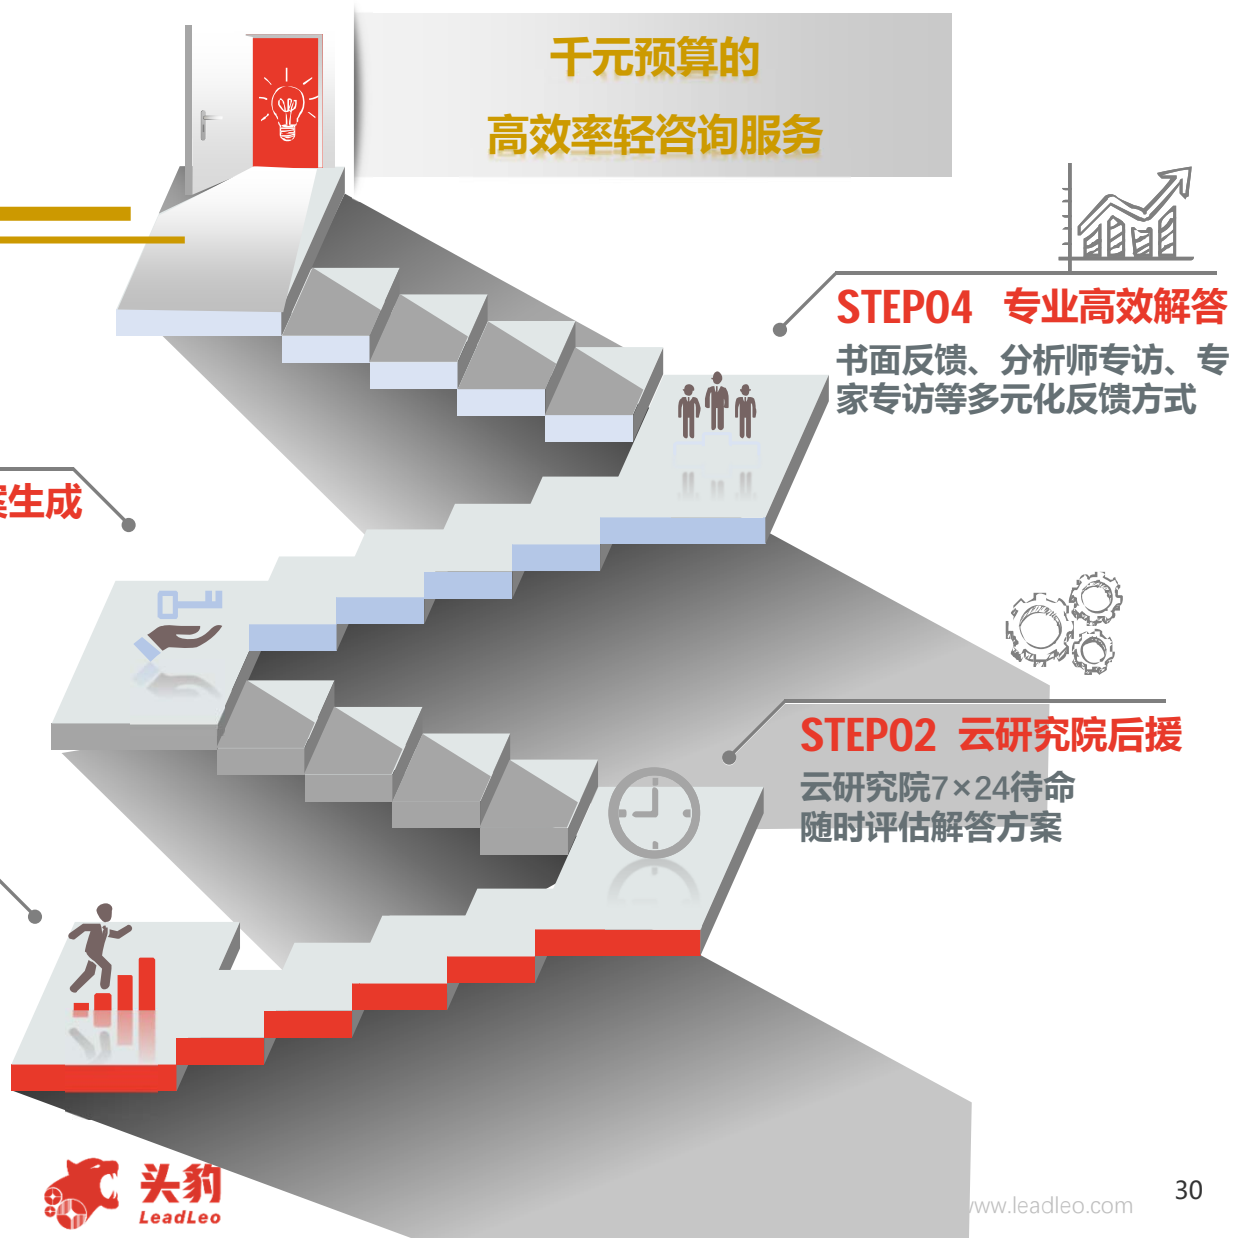 千元预算的
高效率轻咨询服务
STEP04 专业高效解答
书面反馈、分析师专访、专
家专访等多元化反馈方式
生成
STEP02 云研究院后援
云研究院7×24待命
随时评估解答方案
头豹
LeadLeo
www.leadleo.com
30